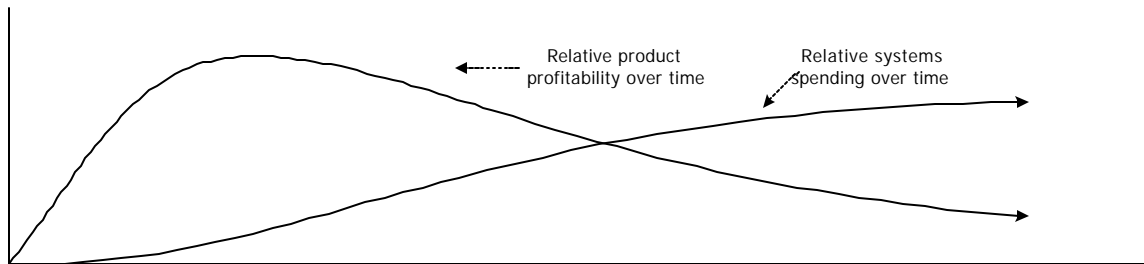 Relative product
profitability over time
Relative systems
spending over time